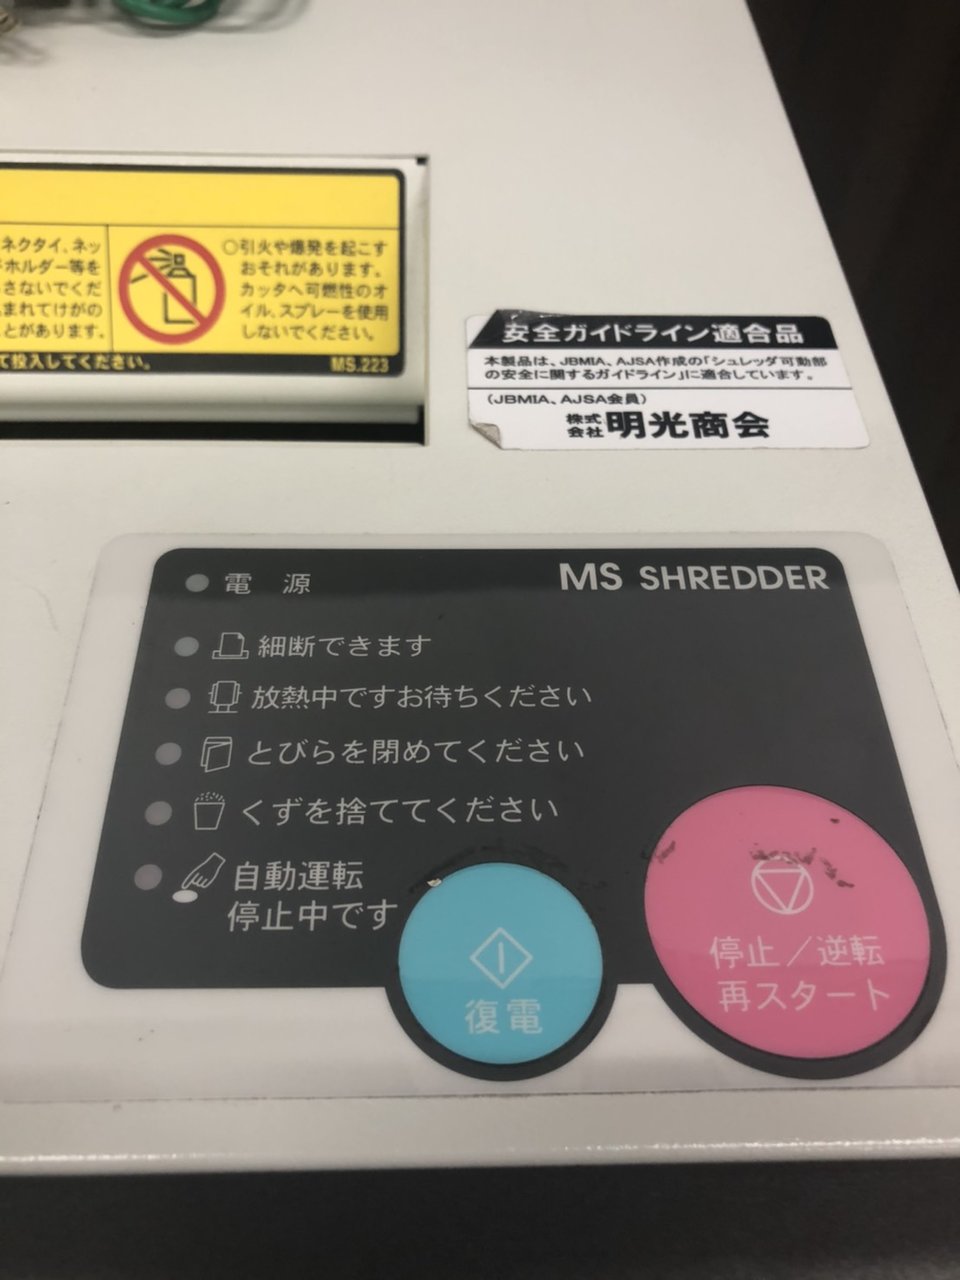 ネクタイ、ネッ
ホルダー等を
さないでくだ
まれてけがの
とがあります。
○引火や爆発を起こす
おそれがあります。
カッタへ可燃性のオ
イル、スプレーを使用
しないでください。
て投入してください。
MS.223
安全ガイドライン適合品
本製品は、JBMIA、AJSA作成の「シュレッダ可動部
の安全に関するガイドライン」に適合しています。
(JBMIA、AJSA会員)
株式会社 明光商会
電 源
MS SHREDDER
細断できます
放熱中ですお待ちください
とびらを閉めてください
くずを捨ててください
自動運転
停止中です
復電
停止/逆転
再スタート